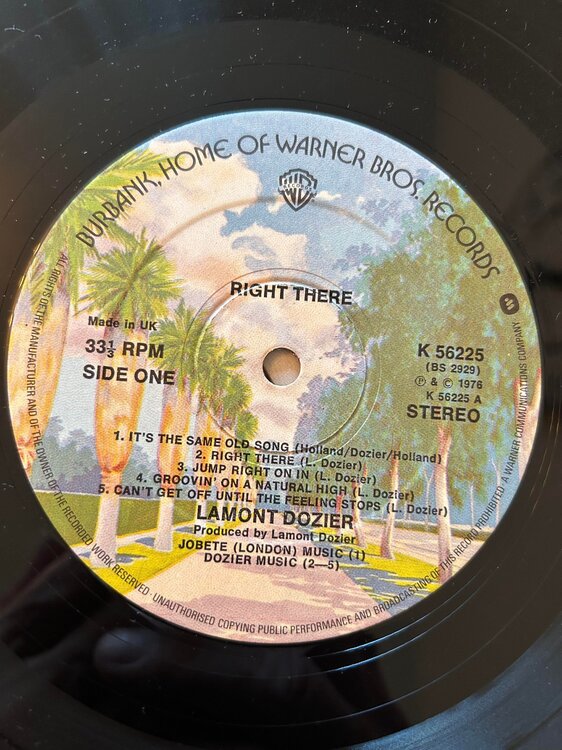 BURBANK, HOME OF WARNER BROS. RECORDS
RIGHT THERE
Made in UK
33⅓ RPM
SIDE ONE
K 56225
(BS 2929)
Ⓟ & © 1976
K 56225 A
STEREO
1. IT'S THE SAME OLD SONG (Holland/Dozier/Holland)
2. RIGHT THERE (L. Dozier)
3. JUMP RIGHT ON IN (L. Dozier)
4. GROOVIN' ON A NATURAL HIGH (L. Dozier)
5. CAN'T GET OFF UNTIL THE FEELING STOPS (L. Dozier)
LAMONT DOZIER
Produced by Lamont Dozier
JOBETE (LONDON) MUSIC (1)
DOZIER MUSIC (2—5)
ALL RIGHTS OF THE MANUFACTURER AND OF THE OWNER OF THE RECORDED WORK RESERVED · UNAUTHORISED COPYING PUBLIC PERFORMANCE AND BROADCASTING OF THIS RECORD PROHIBITED · A WARNER COMMUNICATIONS COMPANY